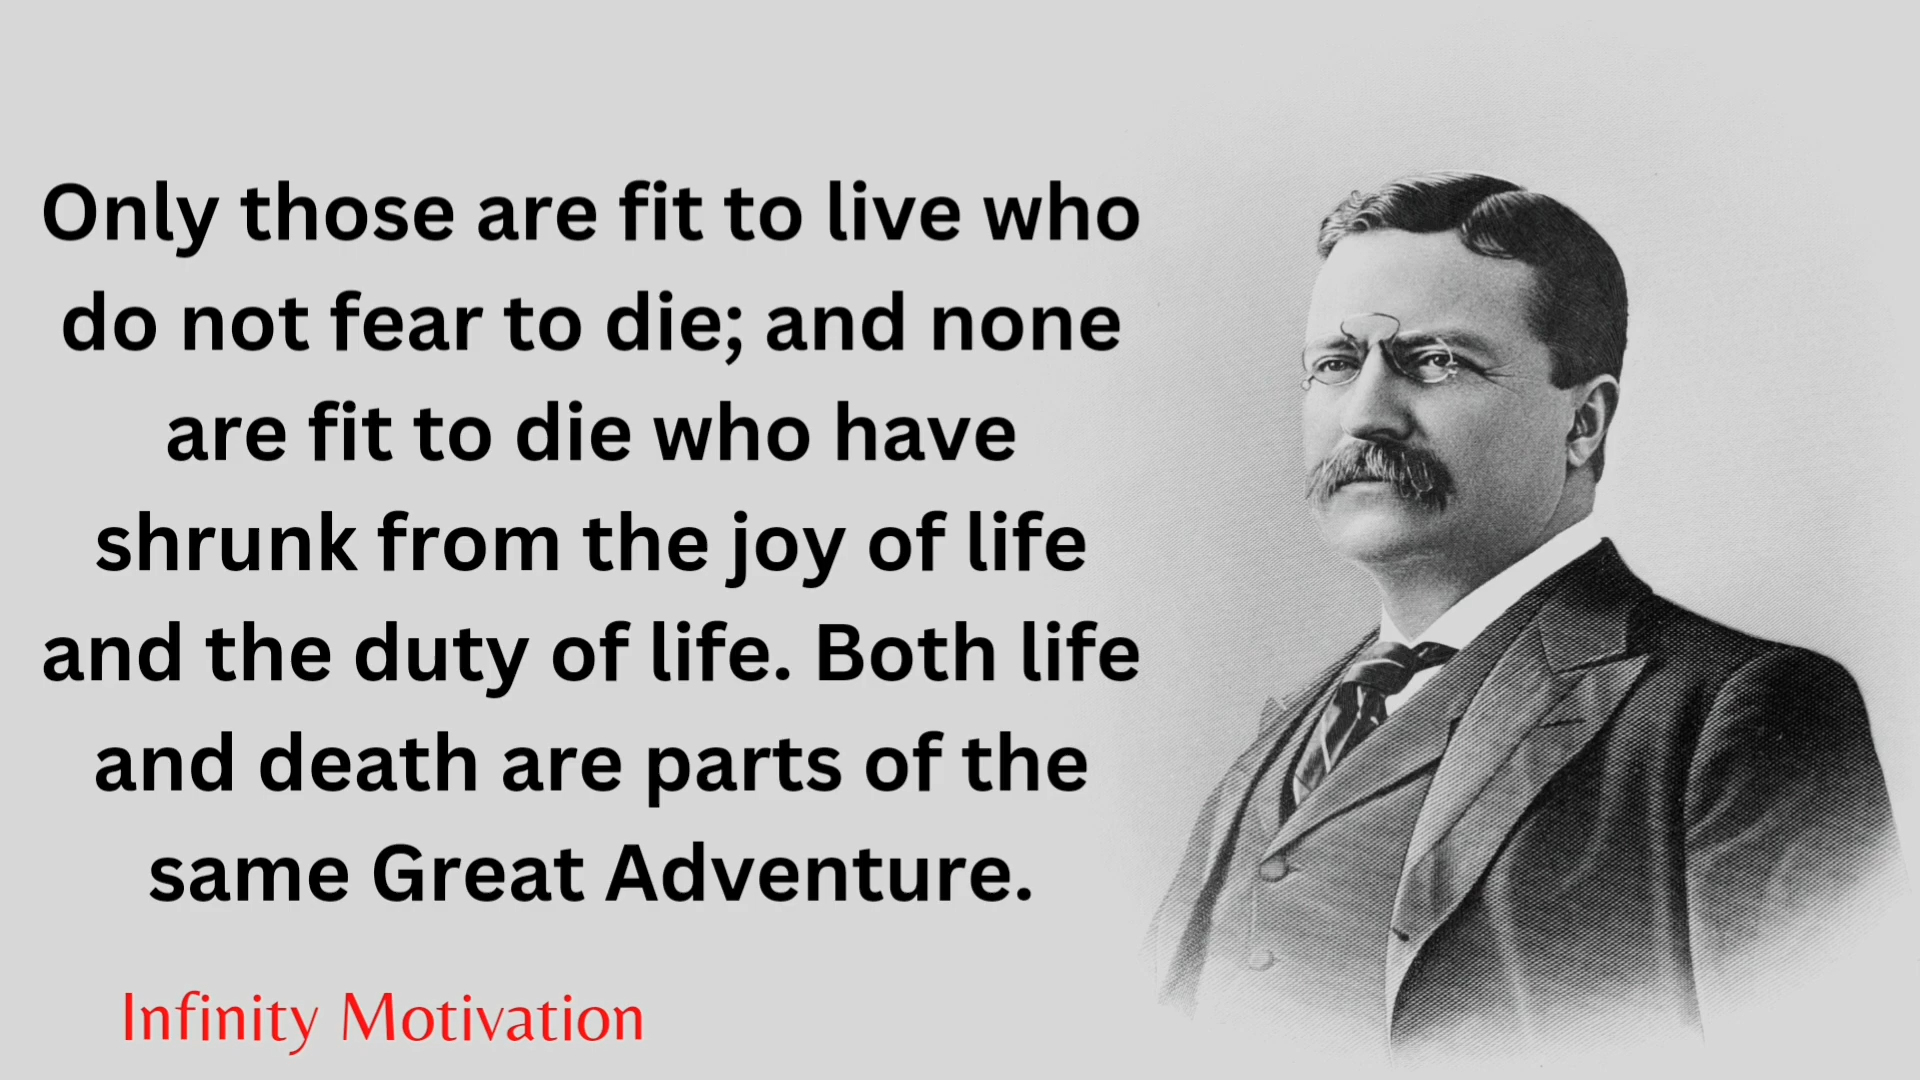 Only those are fit to live who
do not fear to die; and none
are fit to die who have
shrunk from the joy of life
and the duty of life. Both life
and death are parts of the
same Great Adventure.
Infinity Motivation